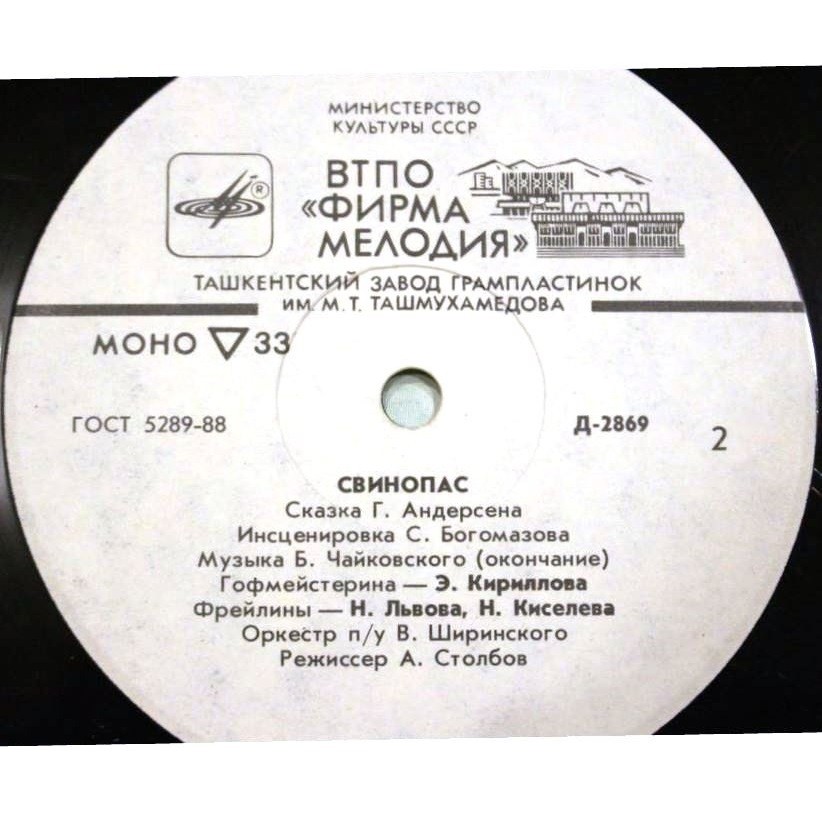 МИНИСТЕРСТВО
КУЛЬТУРЫ СССР
®
ВТПО
«ФИРМА
МЕЛОДИЯ»
ТАШКЕНТСКИЙ ЗАВОД ГРАМПЛАСТИНОК
ИМ. М. Т. ТАШМУХАМЕДОВА
МОНО ▽ 33
ГОСТ 5289-88
Д-2869
2
СВИНОПАС
Сказка Г. Андерсена
Инсценировка С. Богомазова
Музыка Б. Чайковского (окончание)
Гофмейстерина — Э. Кириллова
Фрейлины — Н. Львова, Н. Киселева
Оркестр п/у В. Ширинского
Режиссер А. Столбов